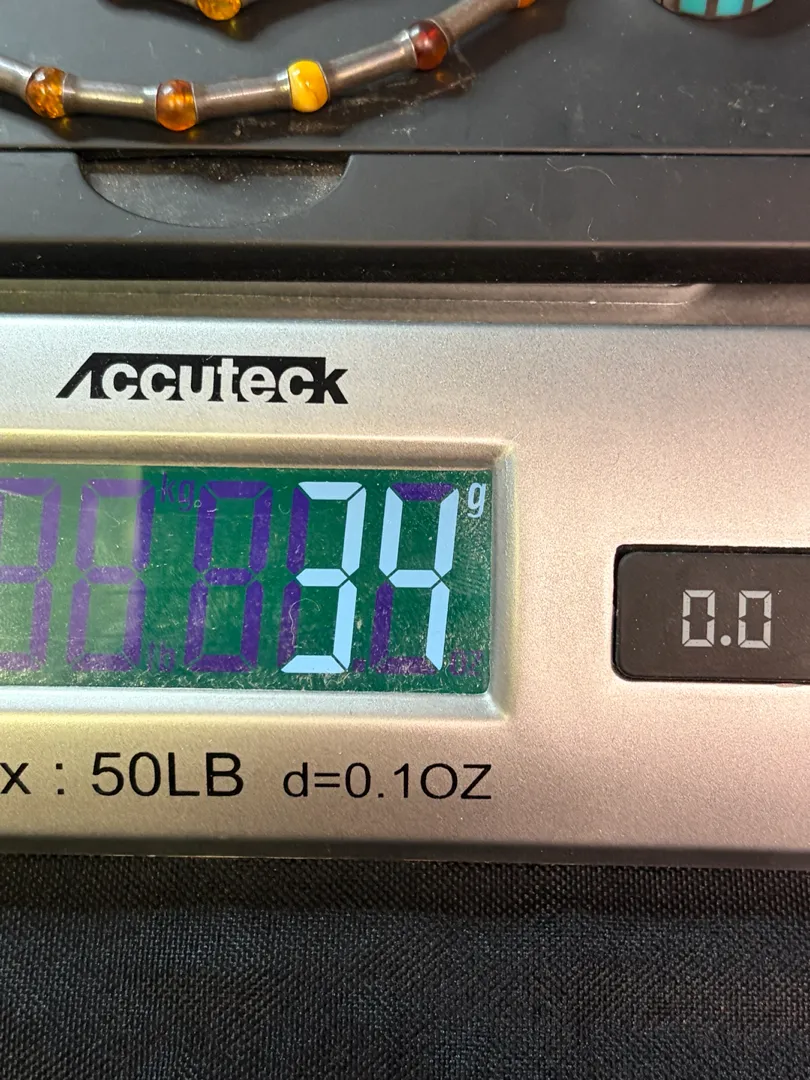 Accuteck
34 g
kg
lb
oz
0.0
x : 50LB d=0.1OZ